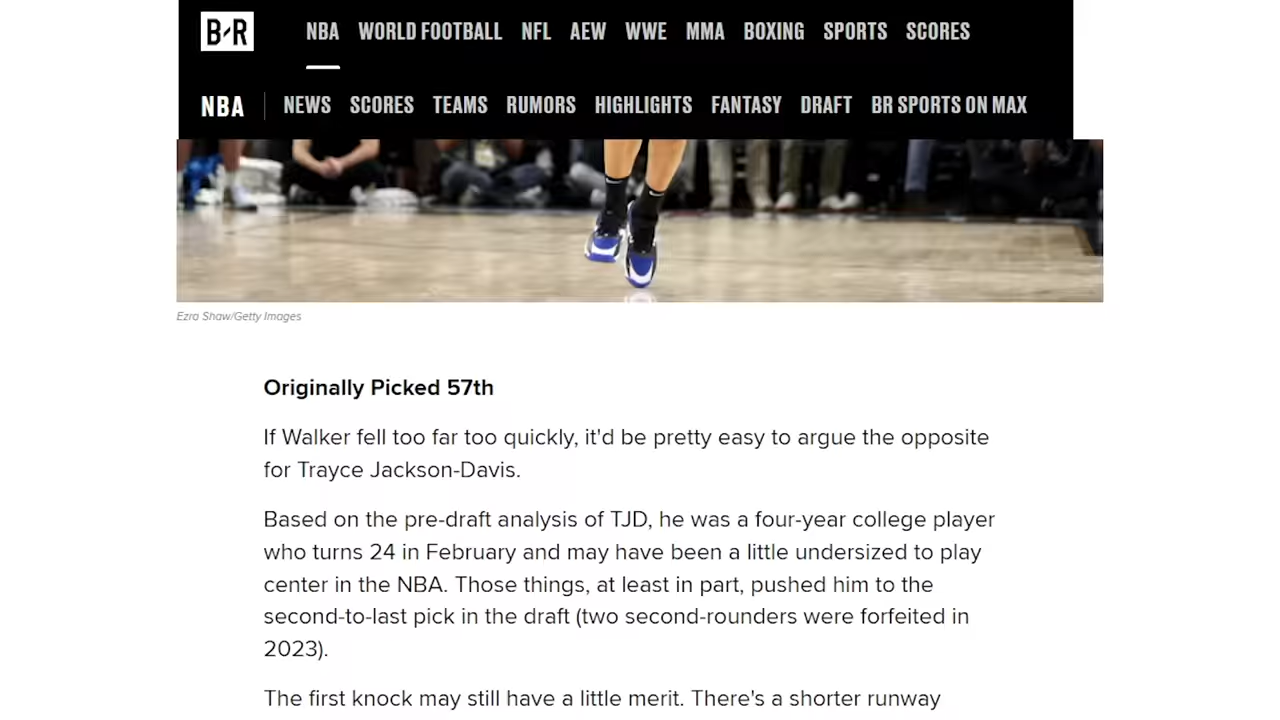 B-R NBA WORLD FOOTBALL NFL AEW WWE MMA BOXING SPORTS SCORES
NBA NEWS SCORES TEAMS RUMORS HIGHLIGHTS FANTASY DRAFT BR SPORTS ON MAX
Ezra Shaw/Getty Images
Originally Picked 57th
If Walker fell too far too quickly, it'd be pretty easy to argue the opposite
for Trayce Jackson-Davis.
Based on the pre-draft analysis of TJD, he was a four-year college player
who turns 24 in February and may have been a little undersized to play
center in the NBA. Those things, at least in part, pushed him to the
second-to-last pick in the draft (two second-rounders were forfeited in
2023).
The first knock may still have a little merit. There's a shorter runway